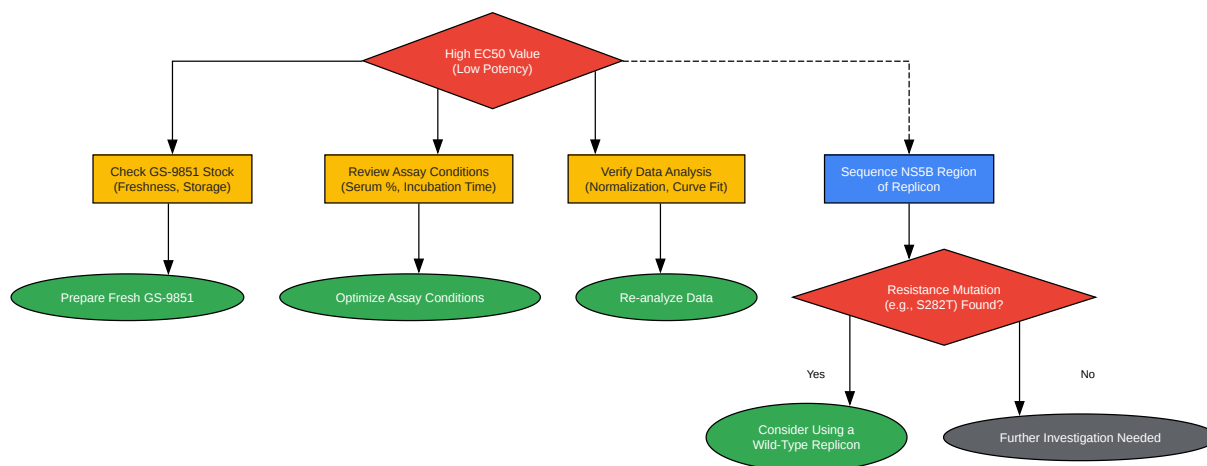 High EC50 Value
(Low Potency)
Check GS-9851 Stock
(Freshness, Storage)
Review Assay Conditions
(Serum %, Incubation Time)
Verify Data Analysis
(Normalization, Curve Fit)
Sequence NS5B Region
of Replicon
Prepare Fresh GS-9851
Optimize Assay Conditions
Re-analyze Data
Resistance Mutation
(e.g., S282T) Found?
Yes
No
Consider Using a
Wild-Type Replicon
Further Investigation Needed